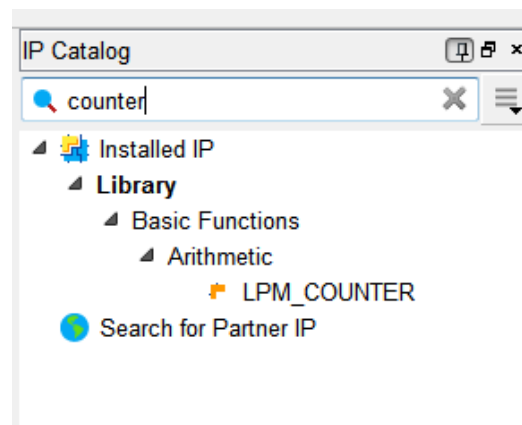 IP Catalog
counter
Installed IP
Library
Basic Functions
Arithmetic
LPM_COUNTER
Search for Partner IP